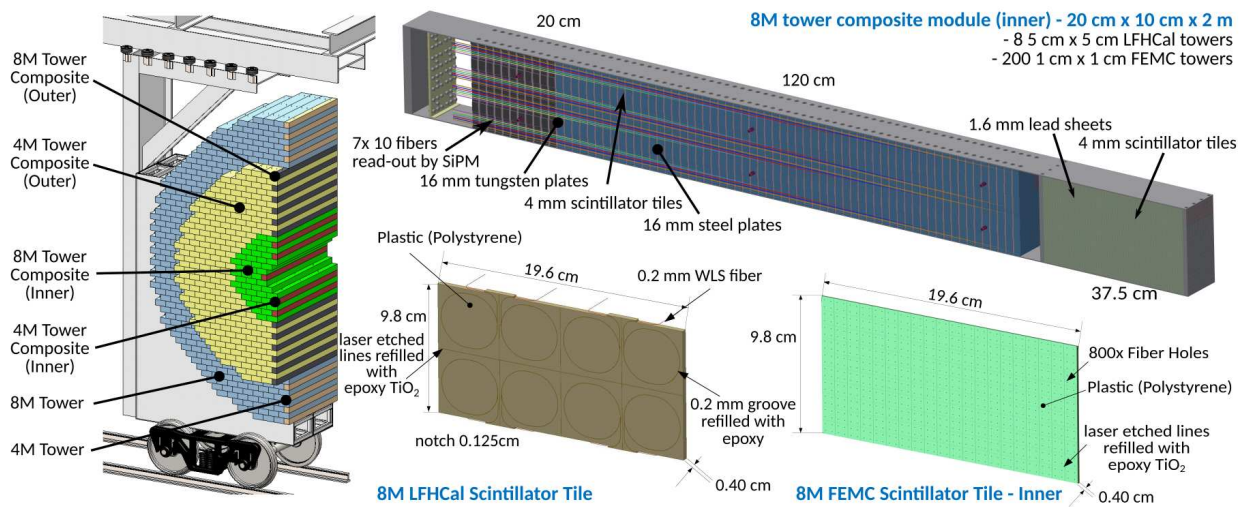 8M Tower
Composite
(Outer)
4M Tower
Composite
(Outer)
8M Tower
Composite
(Inner)
4M Tower
Composite
(Inner)
8M Tower
4M Tower
8M tower composite module (inner) - 20 cm x 10 cm x 2 m
- 8 5 cm x 5 cm LFHCal towers
- 200 1 cm x 1 cm FEMC towers
20 cm
120 cm
37.5 cm
7x 10 fibers
read-out by SiPM
16 mm tungsten plates
4 mm scintillator tiles
16 mm steel plates
1.6 mm lead sheets
4 mm scintillator tiles
Plastic (Polystyrene)
19.6 cm
0.2 mm WLS fiber
9.8 cm
laser etched
lines refilled
with
epoxy TiO₂
notch 0.125cm
0.2 mm groove
refilled with
epoxy
0.40 cm
8M LFHCal Scintillator Tile
19.6 cm
9.8 cm
800x Fiber Holes
Plastic (Polystyrene)
laser etched lines
refilled with
epoxy TiO₂
0.40 cm
8M FEMC Scintillator Tile - Inner